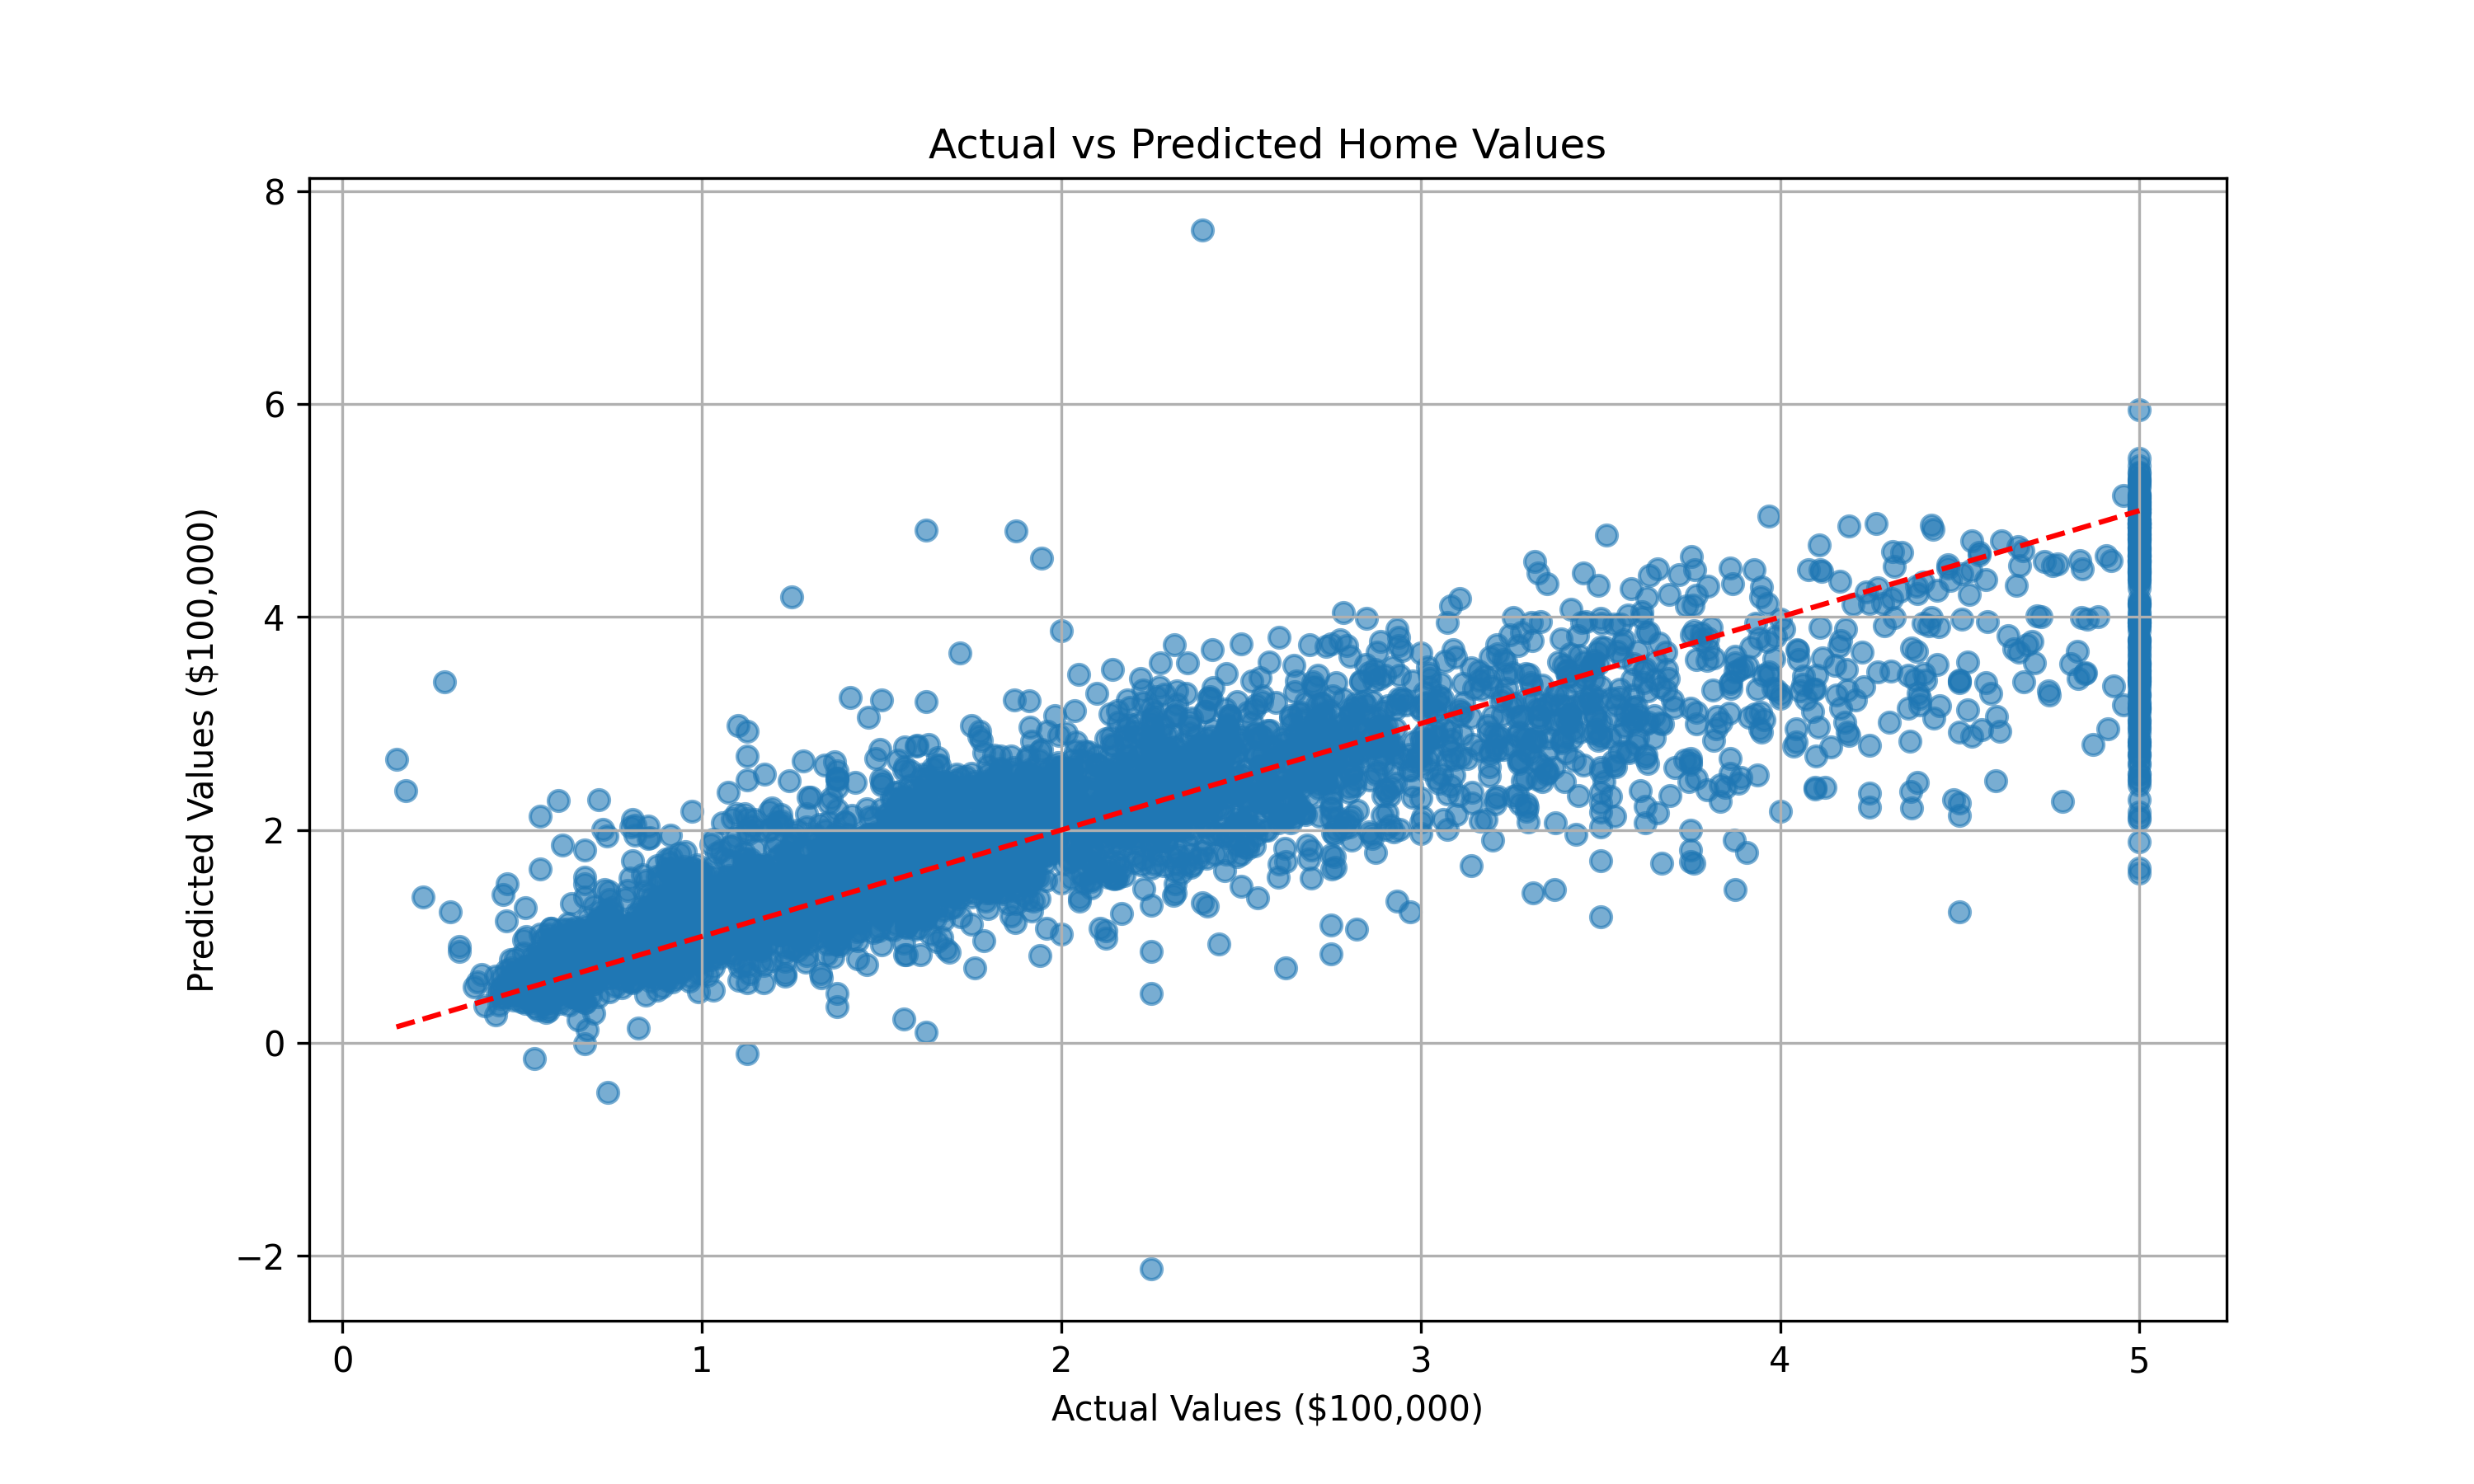 Actual vs Predicted Home Values
Predicted Values ($100,000)
8
6
4
2
0
−2
0 1 2 3 4 5
Actual Values ($100,000)